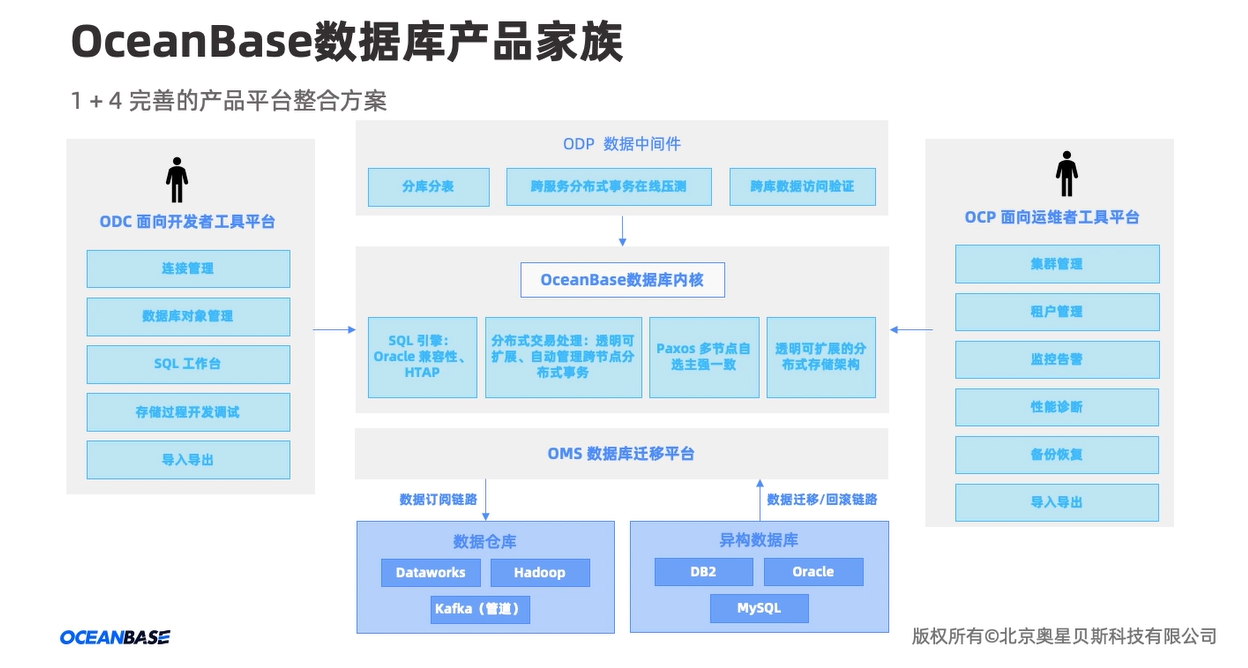 OceanBase数据库产品家族
1 + 4 完善的产品平台整合方案
ODC 面向开发者工具平台
连接管理
数据库对象管理
SQL 工作台
存储过程开发调试
导入导出
ODP 数据中间件
分库分表
跨服务分布式事务在线压测
跨库数据访问验证
OceanBase数据库内核
SQL 引擎：
Oracle 兼容性、
HTAP
分布式交易处理：透明可
扩展、自动管理跨节点分
布式事务
Paxos 多节点自
选主强一致
透明可扩展的分
布式存储架构
OMS 数据库迁移平台
数据订阅链路
数据迁移/回滚链路
数据仓库
Dataworks
Hadoop
Kafka（管道）
异构数据库
DB2
Oracle
MySQL
OCP 面向运维者工具平台
集群管理
租户管理
监控告警
性能诊断
备份恢复
导入导出
OCEANBASE
版权所有©北京奥星贝斯科技有限公司